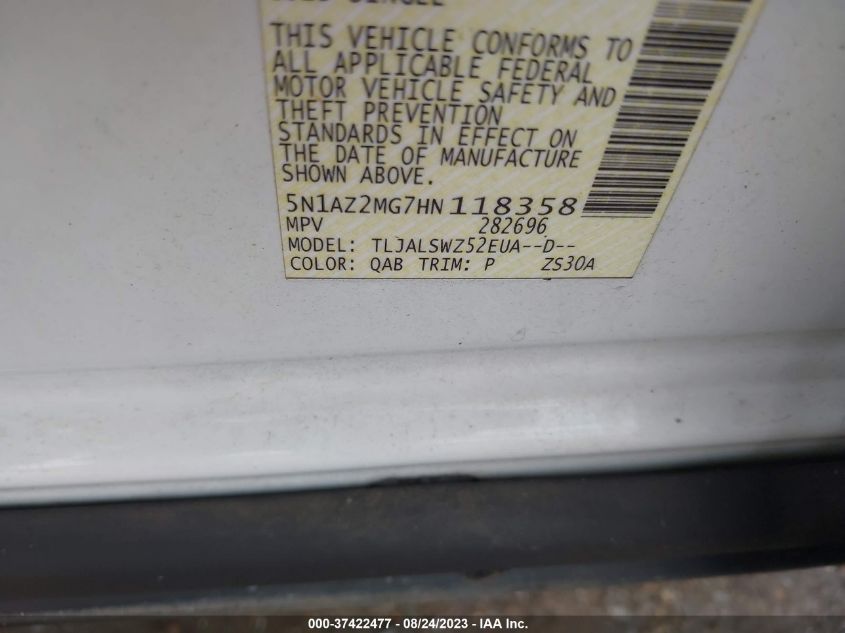 THIS VEHICLE CONFORMS TO
ALL APPLICABLE FEDERAL
MOTOR VEHICLE SAFETY AND
THEFT PREVENTION
STANDARDS IN EFFECT ON
THE DATE OF MANUFACTURE
SHOWN ABOVE.
5N1AZ2MG7HN118358
MPV 282696
MODEL: TLJALSWZ52EUA--D--
COLOR: QAB TRIM: P ZS30A
000-37422477 - 08/24/2023 - IAA Inc.